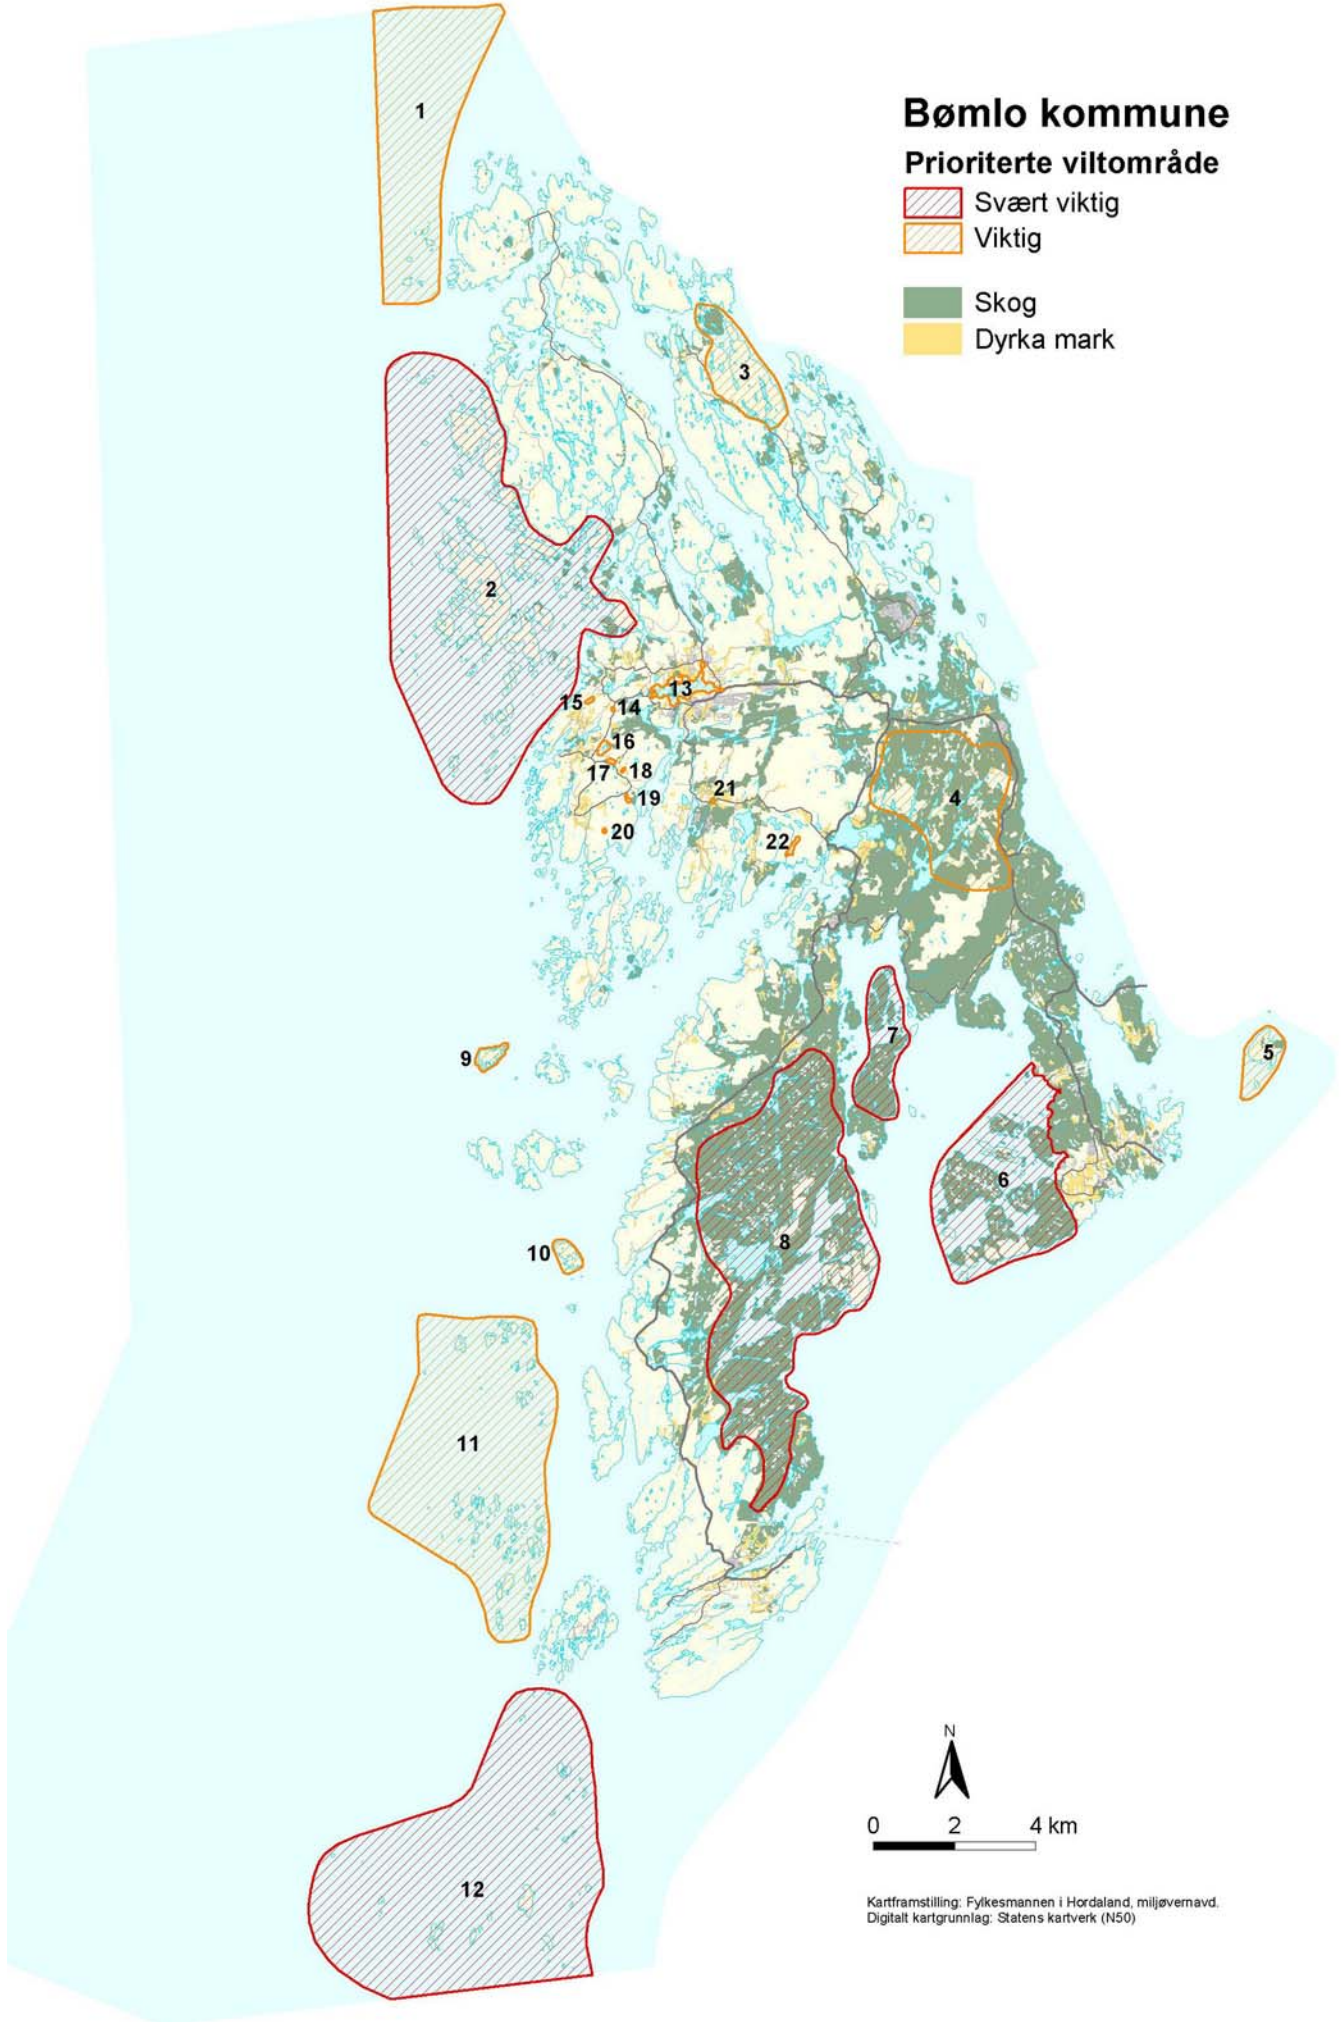 Bømlo kommune
Prioriterte viltområde
Svært viktig
Viktig
Skog
Dyrka mark
1
2
3
13
15
14
16
17
18
19
20
21
22
4
5
7
9
6
8
10
11
12
N
0 2 4 km
Kartframstilling: Fylkesmannen i Hordaland, miljøvernavd.
Digitalt kartgrunnlag: Statens kartverk (N50)